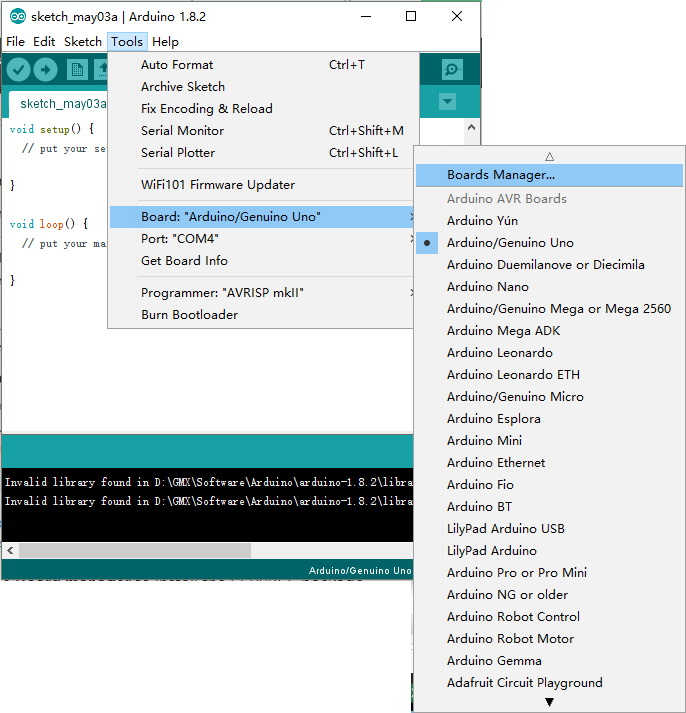 sketch_may03a | Arduino 1.8.2
File Edit Sketch Tools Help
sketch_may03a
void setup() {
// put your se
}
void loop() {
// put your ma
}
Auto Format Ctrl+T
Archive Sketch
Fix Encoding & Reload
Serial Monitor Ctrl+Shift+M
Serial Plotter Ctrl+Shift+L
WiFi101 Firmware Updater
Board: "Arduino/Genuino Uno"
Port: "COM4"
Get Board Info
Programmer: "AVRISP mkII"
Burn Bootloader
Boards Manager...
Arduino AVR Boards
Arduino Yún
Arduino/Genuino Uno
Arduino Duemilanove or Diecimila
Arduino Nano
Arduino/Genuino Mega or Mega 2560
Arduino Mega ADK
Arduino Leonardo
Arduino Leonardo ETH
Arduino/Genuino Micro
Arduino Esplora
Arduino Mini
Arduino Ethernet
Arduino Fio
Arduino BT
LilyPad Arduino USB
LilyPad Arduino
Arduino Pro or Pro Mini
Arduino NG or older
Arduino Robot Control
Arduino Robot Motor
Arduino Gemma
Adafruit Circuit Playground
Invalid library found in D:\GMX\Software\Arduino\arduino-1.8.2\libra
Invalid library found in D:\GMX\Software\Arduino\arduino-1.8.2\libra
Arduino/Genuino Uno